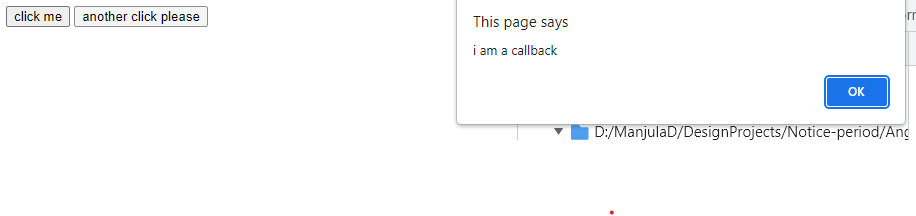 click me
another click please
This page says
i am a callback
OK
D:/ManjulaD/DesignProjects/Notice-period/Ang